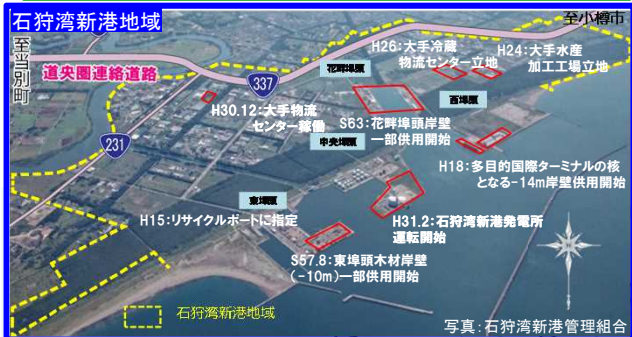 石狩湾新港地域
至小樽市
至当別町
道央圏連絡道路
337
231
H26:大手冷蔵
物流センター立地
H24:大手水産
加工工場立地
花畔埠頭
西埠頭
H30.12:大手物流
センター稼働
S63:花畔埠頭岸壁
一部供用開始
中央埠頭
H18:多目的国際ターミナルの核
となる-14m岸壁供用開始
東埠頭
H15:リサイクルポートに指定
H31.2:石狩湾新港発電所
運転開始
S57.8:東埠頭木材岸壁
(-10m)一部供用開始
石狩湾新港地域
写真:石狩湾新港管理組合